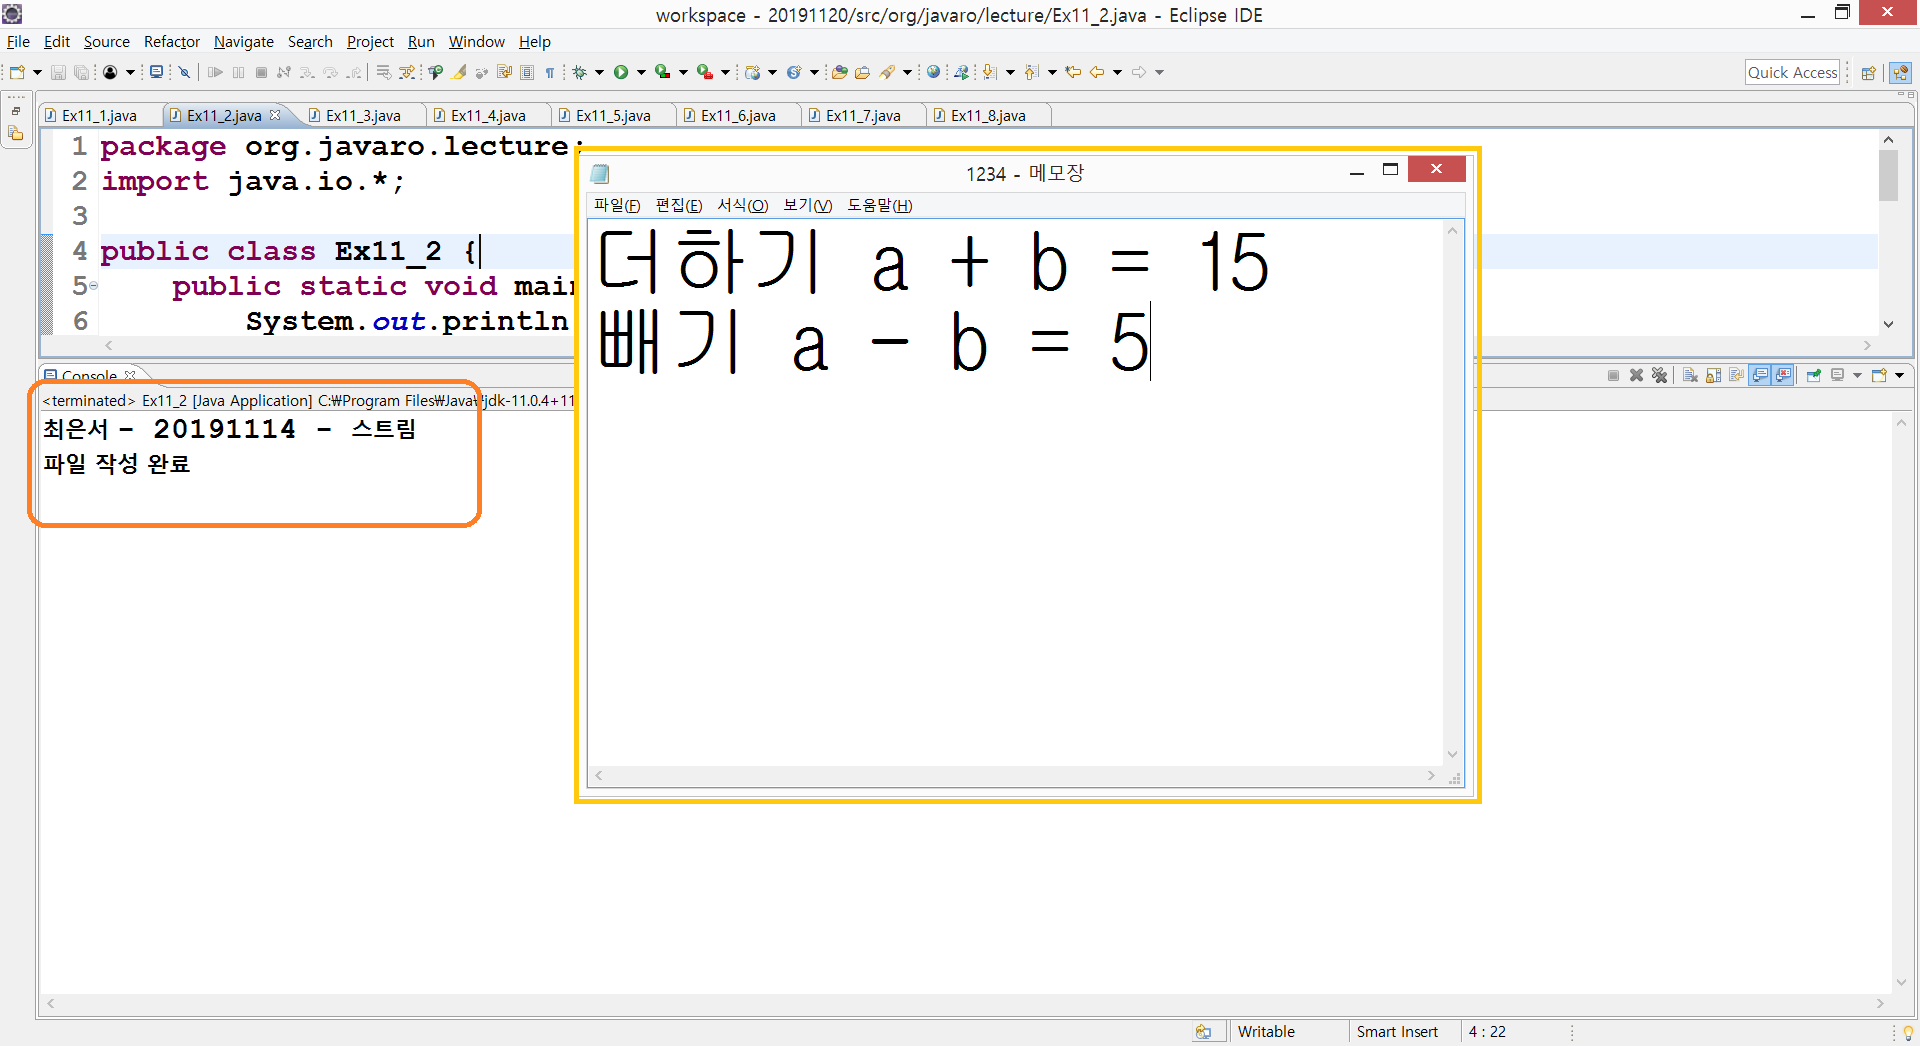 workspace - 20191120/src/org/javaro/lecture/Ex11_2.java - Eclipse IDE
File Edit Source Refactor Navigate Search Project Run Window Help
Quick Access
Ex11_1.java Ex11_2.java Ex11_3.java Ex11_4.java Ex11_5.java Ex11_6.java Ex11_7.java Ex11_8.java
1 package org.javaro.lecture;
2 import java.io.*;
3
4 public class Ex11_2 {
5 public static void main
6 System.out.println
1234 - 메모장
파일(F) 편집(E) 서식(O) 보기(V) 도움말(H)
더하기 a + b = 15
빼기 a - b = 5
Console
<terminated> Ex11_2 [Java Application] C:₩Program Files₩Java₩jdk-11.0.4+11
최은서 - 20191114 - 스트림
파일 작성 완료
Writable Smart Insert 4 : 22